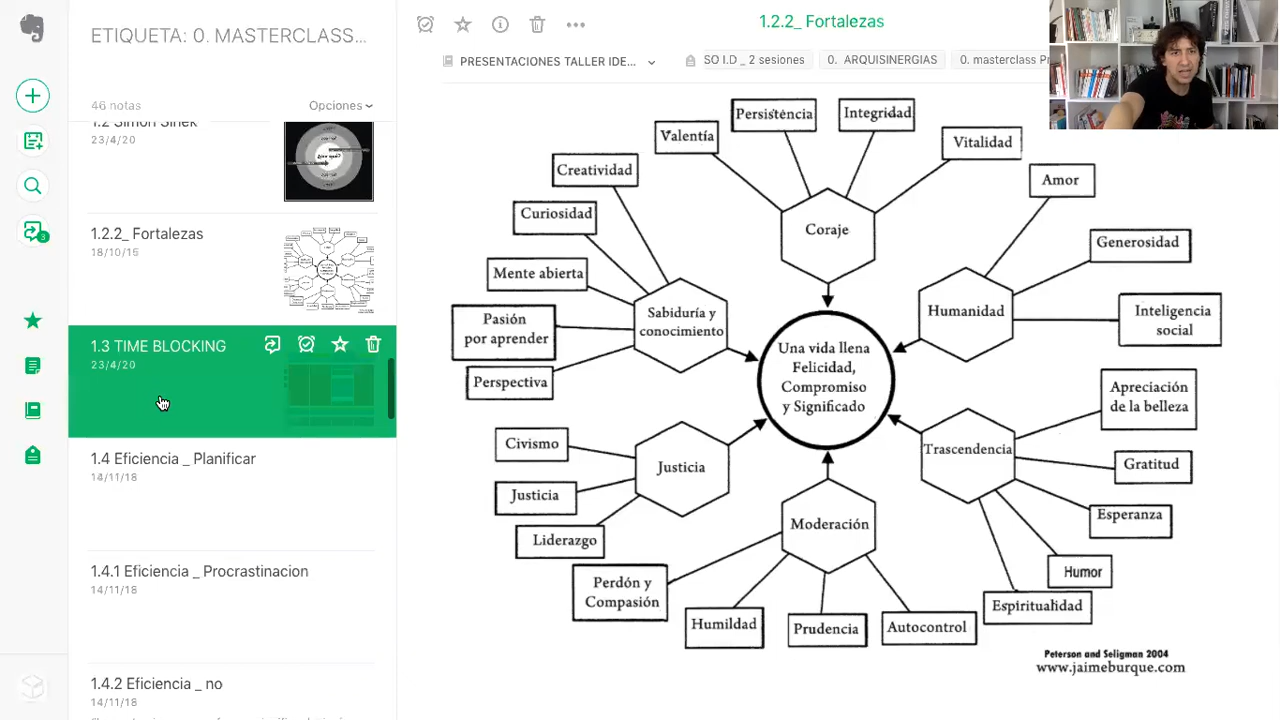 ETIQUETA: 0. MASTERCLASS...
46 notas
Opciones
1.2 Simon Sinek
23/4/20
1.2.2_ Fortalezas
18/10/15
1.3 TIME BLOCKING
23/4/20
1.4 Eficiencia _ Planificar
14/11/18
1.4.1 Eficiencia _ Procrastinacion
14/11/18
1.4.2 Eficiencia _ no
14/11/18
3
1.2.2_ Fortalezas
PRESENTACIONES TALLER IDE...
SO I.D _ 2 sesiones
0. ARQUISINERGIAS
0. masterclass Pr
Valentía
Persistencia
Integridad
Vitalidad
Coraje
Creatividad
Curiosidad
Mente abierta
Pasión
por aprender
Perspectiva
Sabiduría y
conocimiento
Amor
Generosidad
Inteligencia
social
Humanidad
Una vida llena
Felicidad,
Compromiso
y Significado
Civismo
Justicia
Liderazgo
Justicia
Apreciación
de la belleza
Gratitud
Esperanza
Humor
Espiritualidad
Trascendencia
Moderación
Perdón y
Compasión
Humildad
Prudencia
Autocontrol
Peterson and Seligman 2004
www.jaimeburque.com